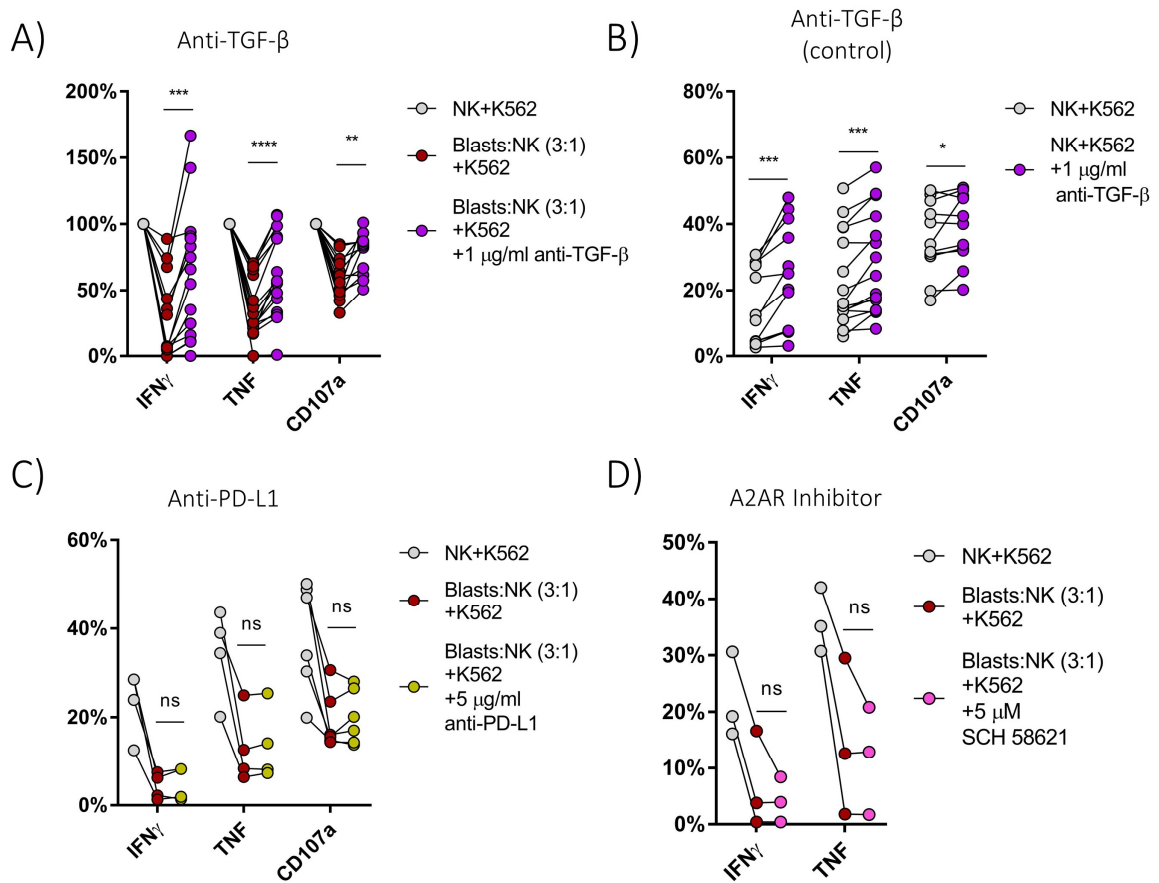 A)
Anti-TGF-β
200%
150%
100%
50%
0%
***
****
**
IFNγ
TNF
CD107a
NK+K562
Blasts:NK (3:1)
+K562
Blasts:NK (3:1)
+K562
+1 μg/ml anti-TGF-β
B)
Anti-TGF-β
(control)
80%
60%
40%
20%
0%
***
***
*
IFNγ
TNF
CD107a
NK+K562
NK+K562
+1 μg/ml
anti-TGF-β
C)
Anti-PD-L1
60%
40%
20%
0%
ns
ns
ns
IFNγ
TNF
CD107a
NK+K562
Blasts:NK (3:1)
+K562
Blasts:NK (3:1)
+K562
+5 μg/ml
anti-PD-L1
D)
A2AR Inhibitor
50%
40%
30%
20%
10%
0%
ns
ns
IFNγ
TNF
NK+K562
Blasts:NK (3:1)
+K562
Blasts:NK (3:1)
+K562
+5 μM
SCH 58621